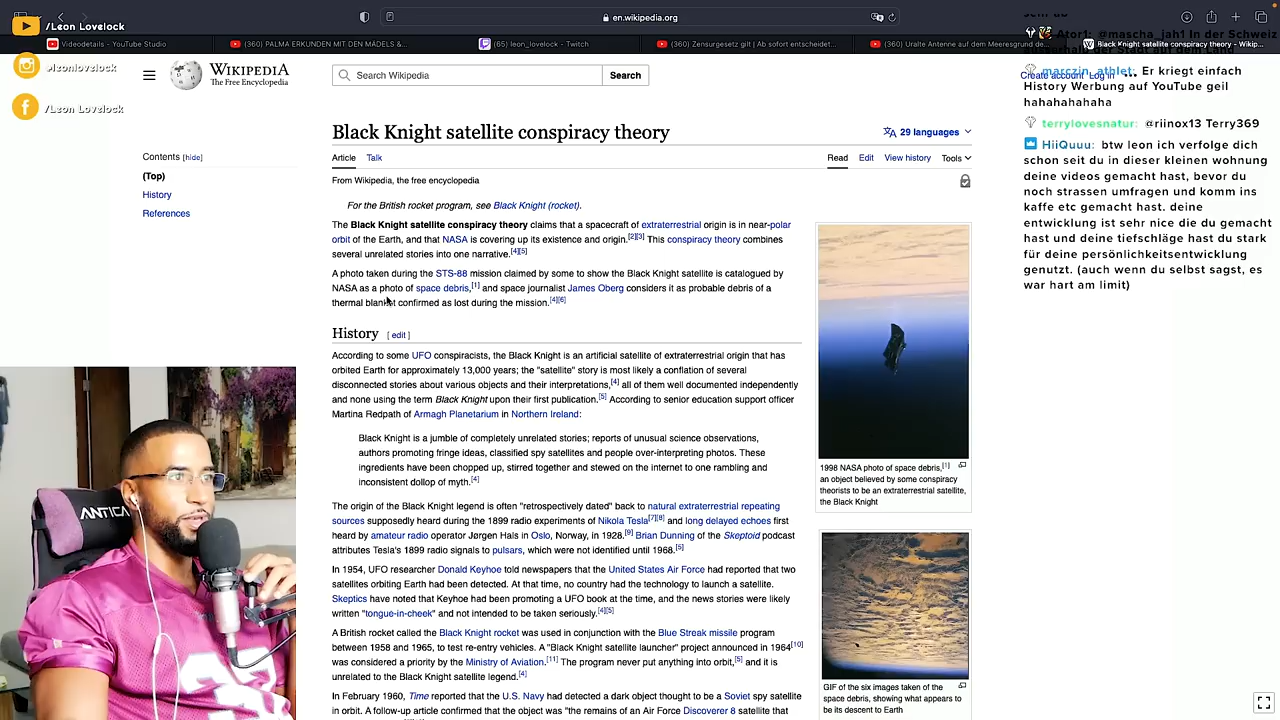 /Leon Lovelock
en.wikipedia.org
Videodetails - YouTube Studio
(360) PALMA ERKUNDEN MIT DEN MÄDELS &...
(65) leon_lovelock - Twitch
(360) Zensurgesetz gilt | Ab sofort entscheidet...
(360) Uralte Antenne auf dem Meeresgrund de...
Black Knight satellite conspiracy theory - Wikip...
@leonlovelock
/Leon Lovelock
WIKIPEDIA
The Free Encyclopedia
Search Wikipedia
Search
Create account
Log in
Black Knight satellite conspiracy theory
29 languages
Contents [hide]
(Top)
History
References
Article
Talk
Read
Edit
View history
Tools
From Wikipedia, the free encyclopedia
For the British rocket program, see Black Knight (rocket).
The Black Knight satellite conspiracy theory claims that a spacecraft of extraterrestrial origin is in near-polar
orbit of the Earth, and that NASA is covering up its existence and origin.[2][3] This conspiracy theory combines
several unrelated stories into one narrative.[4][5]
A photo taken during the STS-88 mission claimed by some to show the Black Knight satellite is catalogued by
NASA as a photo of space debris,[1] and space journalist James Oberg considers it as probable debris of a
thermal blanket confirmed as lost during the mission.[4][6]
History [ edit ]
According to some UFO conspiracists, the Black Knight is an artificial satellite of extraterrestrial origin that has
orbited Earth for approximately 13,000 years; the "satellite" story is most likely a conflation of several
disconnected stories about various objects and their interpretations,[4] all of them well documented independently
and none using the term Black Knight upon their first publication.[5] According to senior education support officer
Martina Redpath of Armagh Planetarium in Northern Ireland:
Black Knight is a jumble of completely unrelated stories; reports of unusual science observations,
authors promoting fringe ideas, classified spy satellites and people over-interpreting photos. These
ingredients have been chopped up, stirred together and stewed on the internet to one rambling and
inconsistent dollop of myth.[4]
The origin of the Black Knight legend is often "retrospectively dated" back to natural extraterrestrial repeating
sources supposedly heard during the 1899 radio experiments of Nikola Tesla[7][8] and long delayed echoes first
heard by amateur radio operator Jørgen Hals in Oslo, Norway, in 1928.[9] Brian Dunning of the Skeptoid podcast
attributes Tesla's 1899 radio signals to pulsars, which were not identified until 1968.[5]
In 1954, UFO researcher Donald Keyhoe told newspapers that the United States Air Force had reported that two
satellites orbiting Earth had been detected. At that time, no country had the technology to launch a satellite.
Skeptics have noted that Keyhoe had been promoting a UFO book at the time, and the news stories were likely
written "tongue-in-cheek" and not intended to be taken seriously.[4][5]
A British rocket called the Black Knight rocket was used in conjunction with the Blue Streak missile program
between 1958 and 1965, to test re-entry vehicles. A "Black Knight satellite launcher" project announced in 1964[10]
was considered a priority by the Ministry of Aviation.[11] The program never put anything into orbit,[5] and it is
unrelated to the Black Knight satellite legend.[4]
In February 1960, Time reported that the U.S. Navy had detected a dark object thought to be a Soviet spy satellite
in orbit. A follow-up article confirmed that the object was "the remains of an Air Force Discoverer 8 satellite that
1998 NASA photo of space debris,[1]
an object believed by some conspiracy
theorists to be an extraterrestrial satellite,
the Black Knight
GIF of the six images taken of the
space debris, showing what appears to
be its descent to Earth
Ator1: @mascha_jah1 In der Schweiz
marczin_athlet: Er kriegt einfach
History Werbung auf YouTube geil
hahahahahaha
terrylovesnatur: @riinox13 Terry369
HiiQuuu: btw leon ich verfolge dich
schon seit du in dieser kleinen wohnung
deine videos gemacht hast, bevor du
noch strassen umfragen und komm ins
kaffe etc gemacht hast. deine
entwicklung ist sehr nice die du gemacht
hast und deine tiefschläge hast du stark
für deine persönlichkeitsentwicklung
genutzt. (auch wenn du selbst sagst, es
war hart am limit)
ANTICA